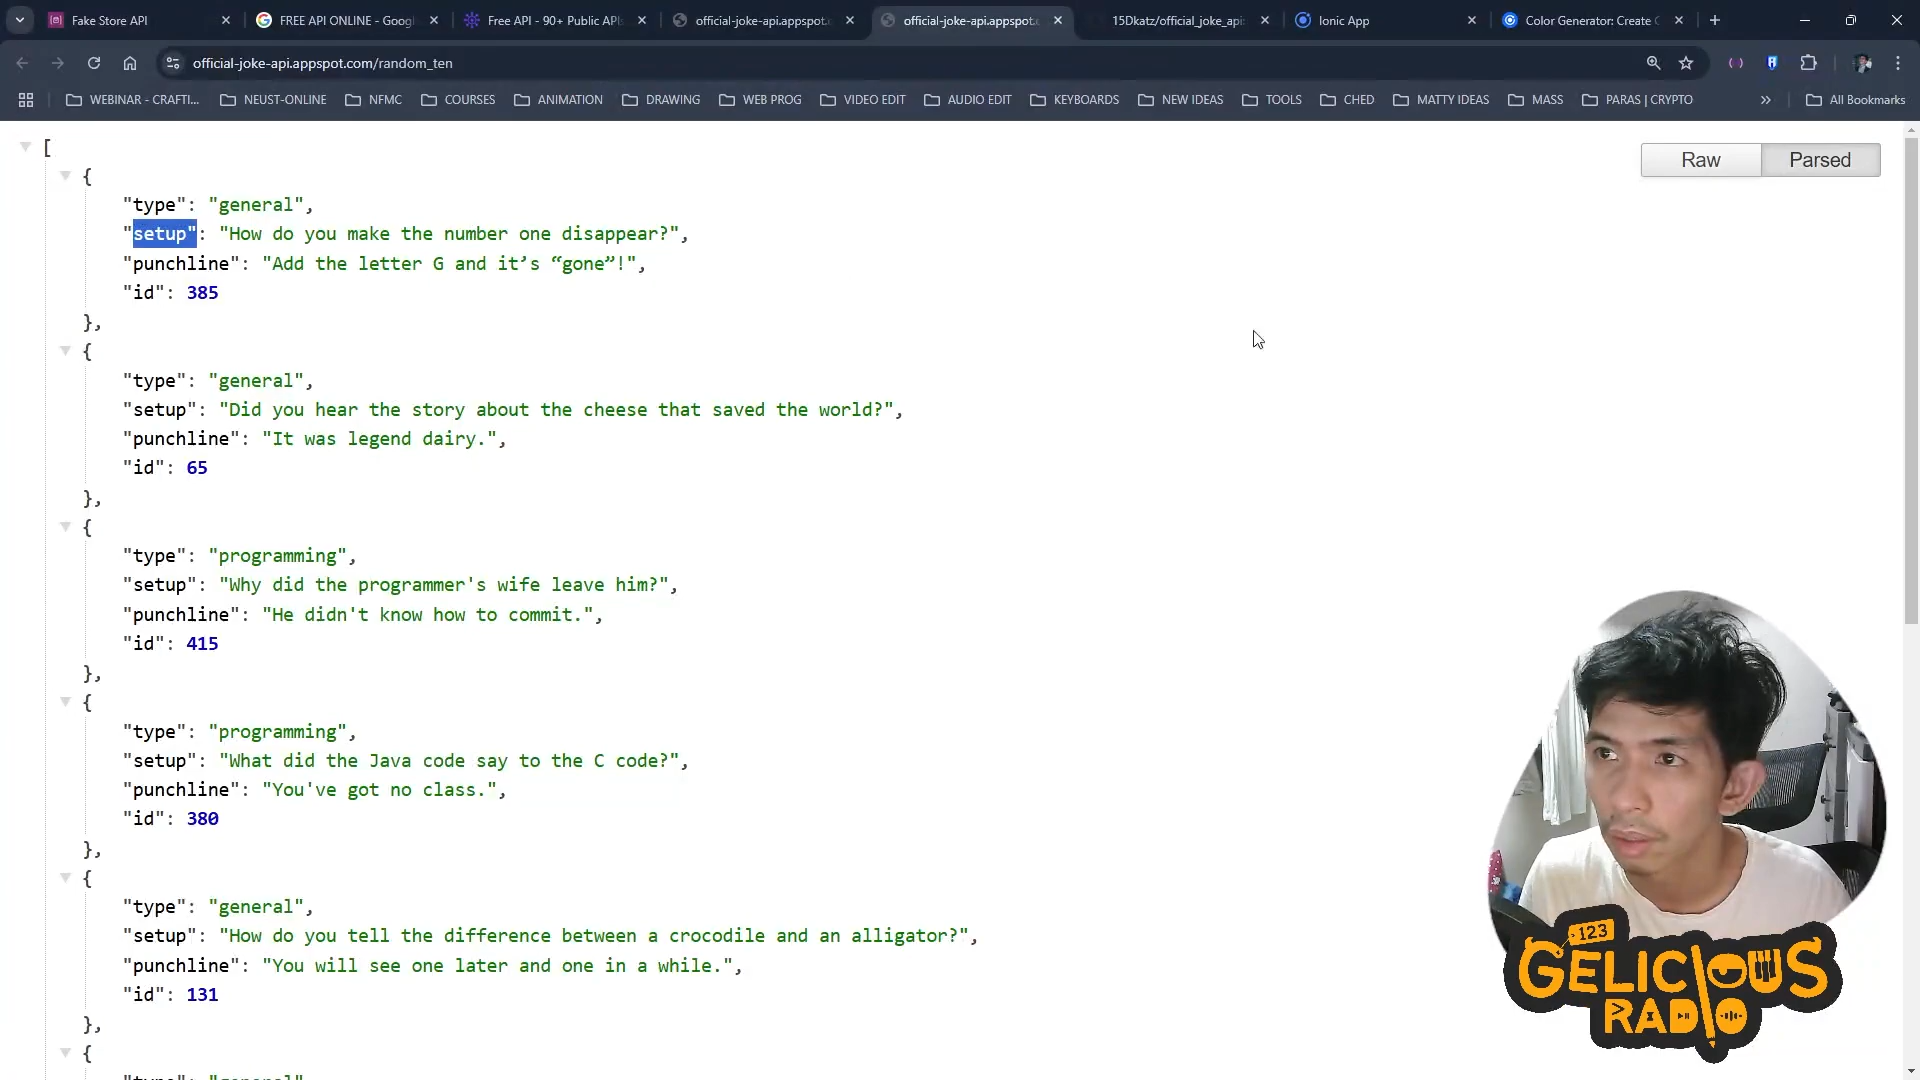 Fake Store API
FREE API ONLINE - Googl
Free API - 90+ Public API
official-joke-api.appspot.c
official-joke-api.appspot.c
15Dkatz/official_joke_api
Ionic App
Color Generator: Create C
official-joke-api.appspot.com/random_ten
WEBINAR - CRAFTI...
NEUST-ONLINE
NFMC
COURSES
ANIMATION
DRAWING
WEB PROG
VIDEO EDIT
AUDIO EDIT
KEYBOARDS
NEW IDEAS
TOOLS
CHED
MATTY IDEAS
MASS
PARAS | CRYPTO
All Bookmarks
Raw
Parsed
[
{
"type": "general",
"setup": "How do you make the number one disappear?",
"punchline": "Add the letter G and it’s “gone”!",
"id": 385
},
{
"type": "general",
"setup": "Did you hear the story about the cheese that saved the world?",
"punchline": "It was legend dairy.",
"id": 65
},
{
"type": "programming",
"setup": "Why did the programmer's wife leave him?",
"punchline": "He didn't know how to commit.",
"id": 415
},
{
"type": "programming",
"setup": "What did the Java code say to the C code?",
"punchline": "You've got no class.",
"id": 380
},
{
"type": "general",
"setup": "How do you tell the difference between a crocodile and an alligator?",
"punchline": "You will see one later and one in a while.",
"id": 131
},
{
"type": "general"
123
GELICIOUS
RADIO